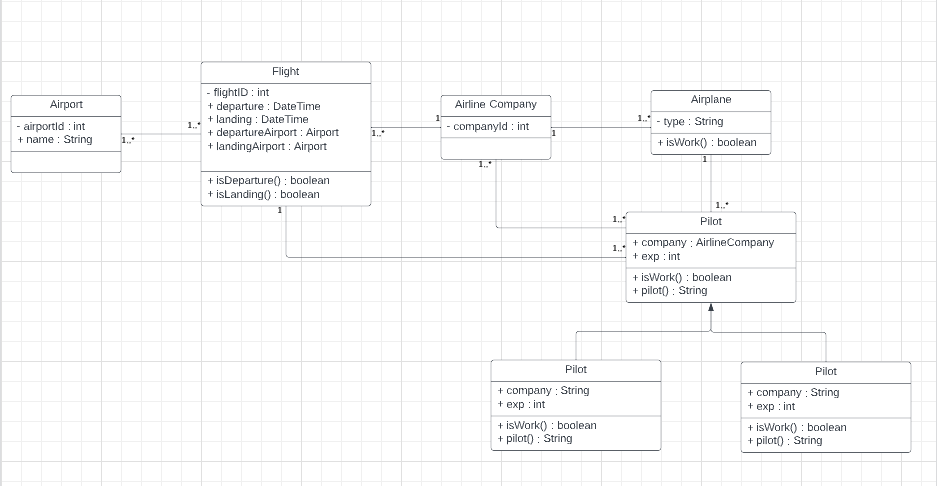 Airport
- airportId : int
+ name : String
1..*
1..*
Flight
- flightID : int
+ departure : DateTime
+ landing : DateTime
+ departureAirport : Airport
+ landingAirport : Airport
+ isDeparture() : boolean
+ isLanding() : boolean
1..*
1
1
Airline Company
- companyId : int
1
1..*
1..*
Airplane
- type : String
+ isWork() : boolean
1
1..*
1..*
1..*
Pilot
+ company : AirlineCompany
+ exp : int
+ isWork() : boolean
+ pilot() : String
Pilot
+ company : String
+ exp : int
+ isWork() : boolean
+ pilot() : String
Pilot
+ company : String
+ exp : int
+ isWork() : boolean
+ pilot() : String